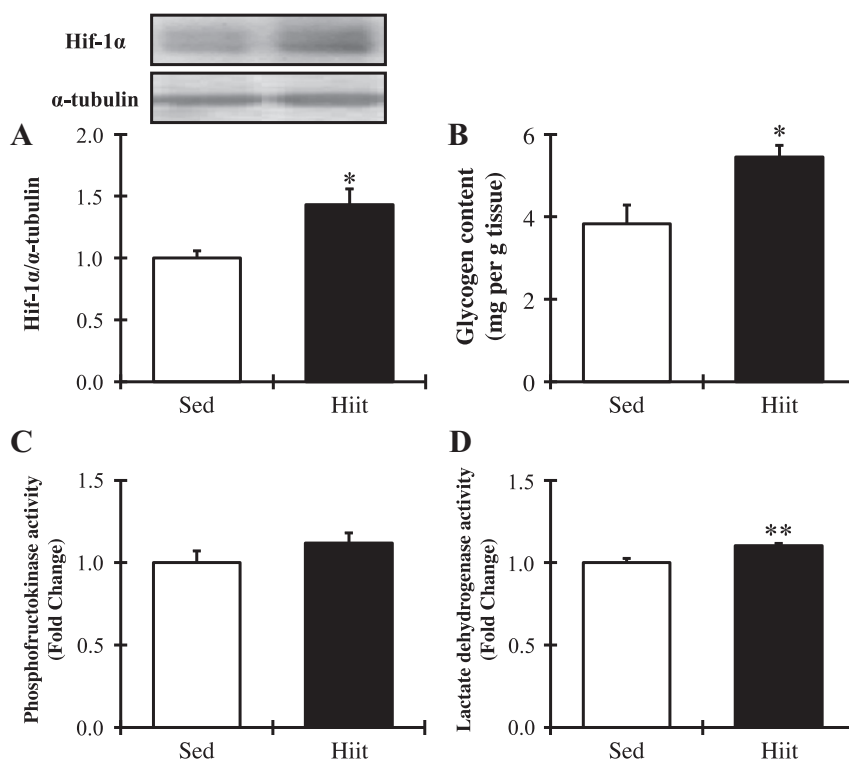 Hif-1α
α-tubulin
A
Hif-1α/α-tubulin
2.0
1.5
1.0
0.5
0.0
*
Sed
Hiit
B
Glycogen content
(mg per g tissue)
6
4
2
0
*
Sed
Hiit
C
Phosphofructokinase activity
(Fold Change)
1.5
1.0
0.5
0.0
Sed
Hiit
D
Lactate dehydrogenase activity
(Fold Change)
1.5
1.0
0.5
0.0
**
Sed
Hiit